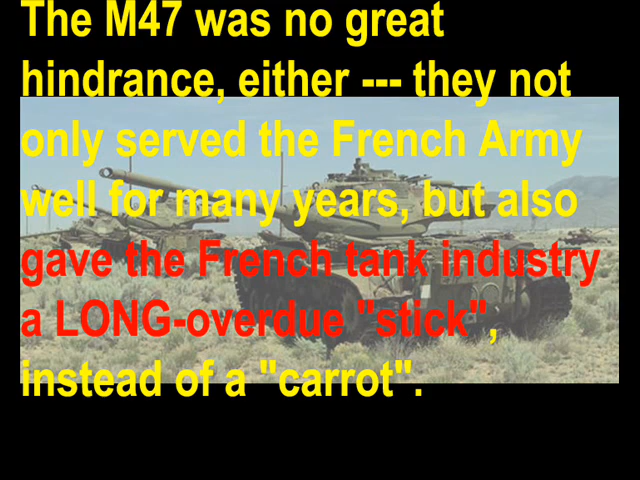 The M47 was no great
hindrance, either --- they not
only served the French Army
well for many years, but also
gave the French tank industry
a LONG-overdue "stick",
instead of a "carrot".